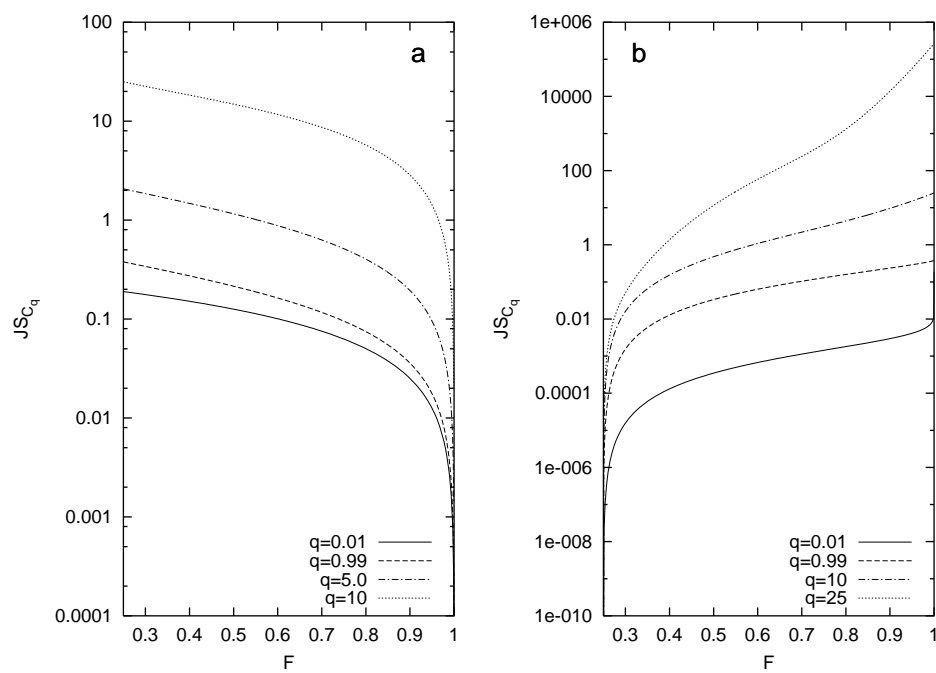 a
100
10
1
0.1
0.01
0.001
0.0001
JS_{C_q}
q=0.01
q=0.99
q=5.0
q=10
0.3 0.4 0.5 0.6 0.7 0.8 0.9 1
F
b
1e+006
10000
100
1
0.01
0.0001
1e-006
1e-008
1e-010
JS_{C_q}
q=0.01
q=0.99
q=10
q=25
0.3 0.4 0.5 0.6 0.7 0.8 0.9 1
F